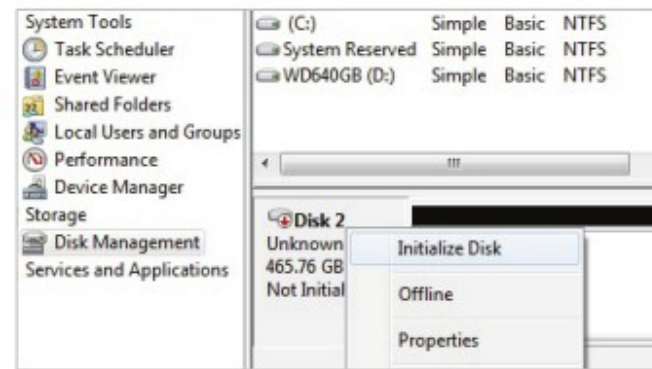 System Tools
Task Scheduler
Event Viewer
Shared Folders
Local Users and Groups
Performance
Device Manager
Storage
Disk Management
Services and Applications
(C:) Simple Basic NTFS
System Reserved Simple Basic NTFS
WD640GB (D:) Simple Basic NTFS
Disk 2
Unknown
465.76 GB
Not Initial
Initialize Disk
Offline
Properties